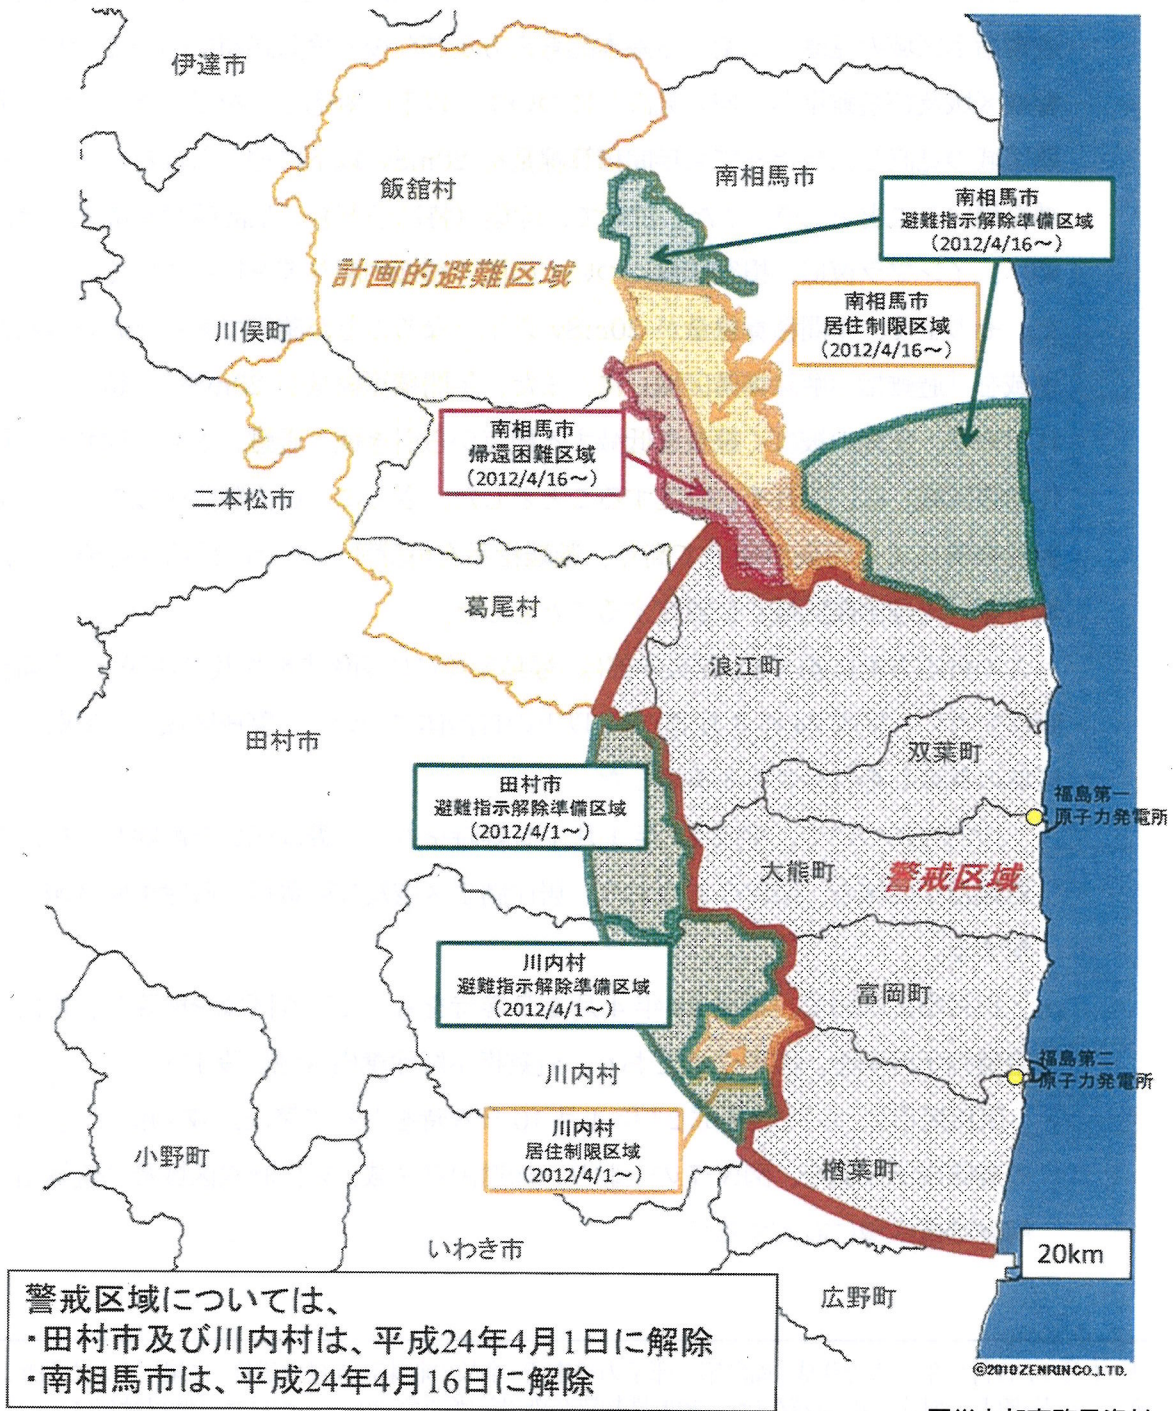 伊達市
飯舘村
南相馬市
南相馬市
避難指示解除準備区域
(2012/4/16～)
計画的避難区域
南相馬市
居住制限区域
(2012/4/16～)
川俣町
南相馬市
帰還困難区域
(2012/4/16～)
二本松市
葛尾村
浪江町
田村市
双葉町
田村市
避難指示解除準備区域
(2012/4/1～)
福島第一
原子力発電所
大熊町
警戒区域
川内村
避難指示解除準備区域
(2012/4/1～)
富岡町
川内村
福島第二
原子力発電所
川内村
居住制限区域
(2012/4/1～)
小野町
楢葉町
いわき市
20km
広野町
警戒区域については、
・田村市及び川内村は、平成24年4月1日に解除
・南相馬市は、平成24年4月16日に解除
©2010 ZENRIN CO., LTD.